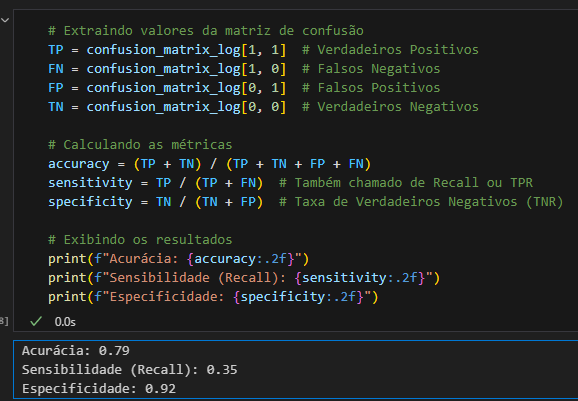 # Extraindo valores da matriz de confusão
TP = confusion_matrix_log[1, 1]  # Verdadeiros Positivos
FN = confusion_matrix_log[1, 0]  # Falsos Negativos
FP = confusion_matrix_log[0, 1]  # Falsos Positivos
TN = confusion_matrix_log[0, 0]  # Verdadeiros Negativos
# Calculando as métricas
accuracy = (TP + TN) / (TP + TN + FP + FN)
sensitivity = TP / (TP + FN)  # Também chamado de Recall ou TPR
specificity = TN / (TN + FP)  # Taxa de Verdadeiros Negativos (TNR)
# Exibindo os resultados
print(f"Acurácia: {accuracy:.2f}")
print(f"Sensibilidade (Recall): {sensitivity:.2f}")
print(f"Especificidade: {specificity:.2f}")
0.0s
Acurácia: 0.79
Sensibilidade (Recall): 0.35
Especificidade: 0.92